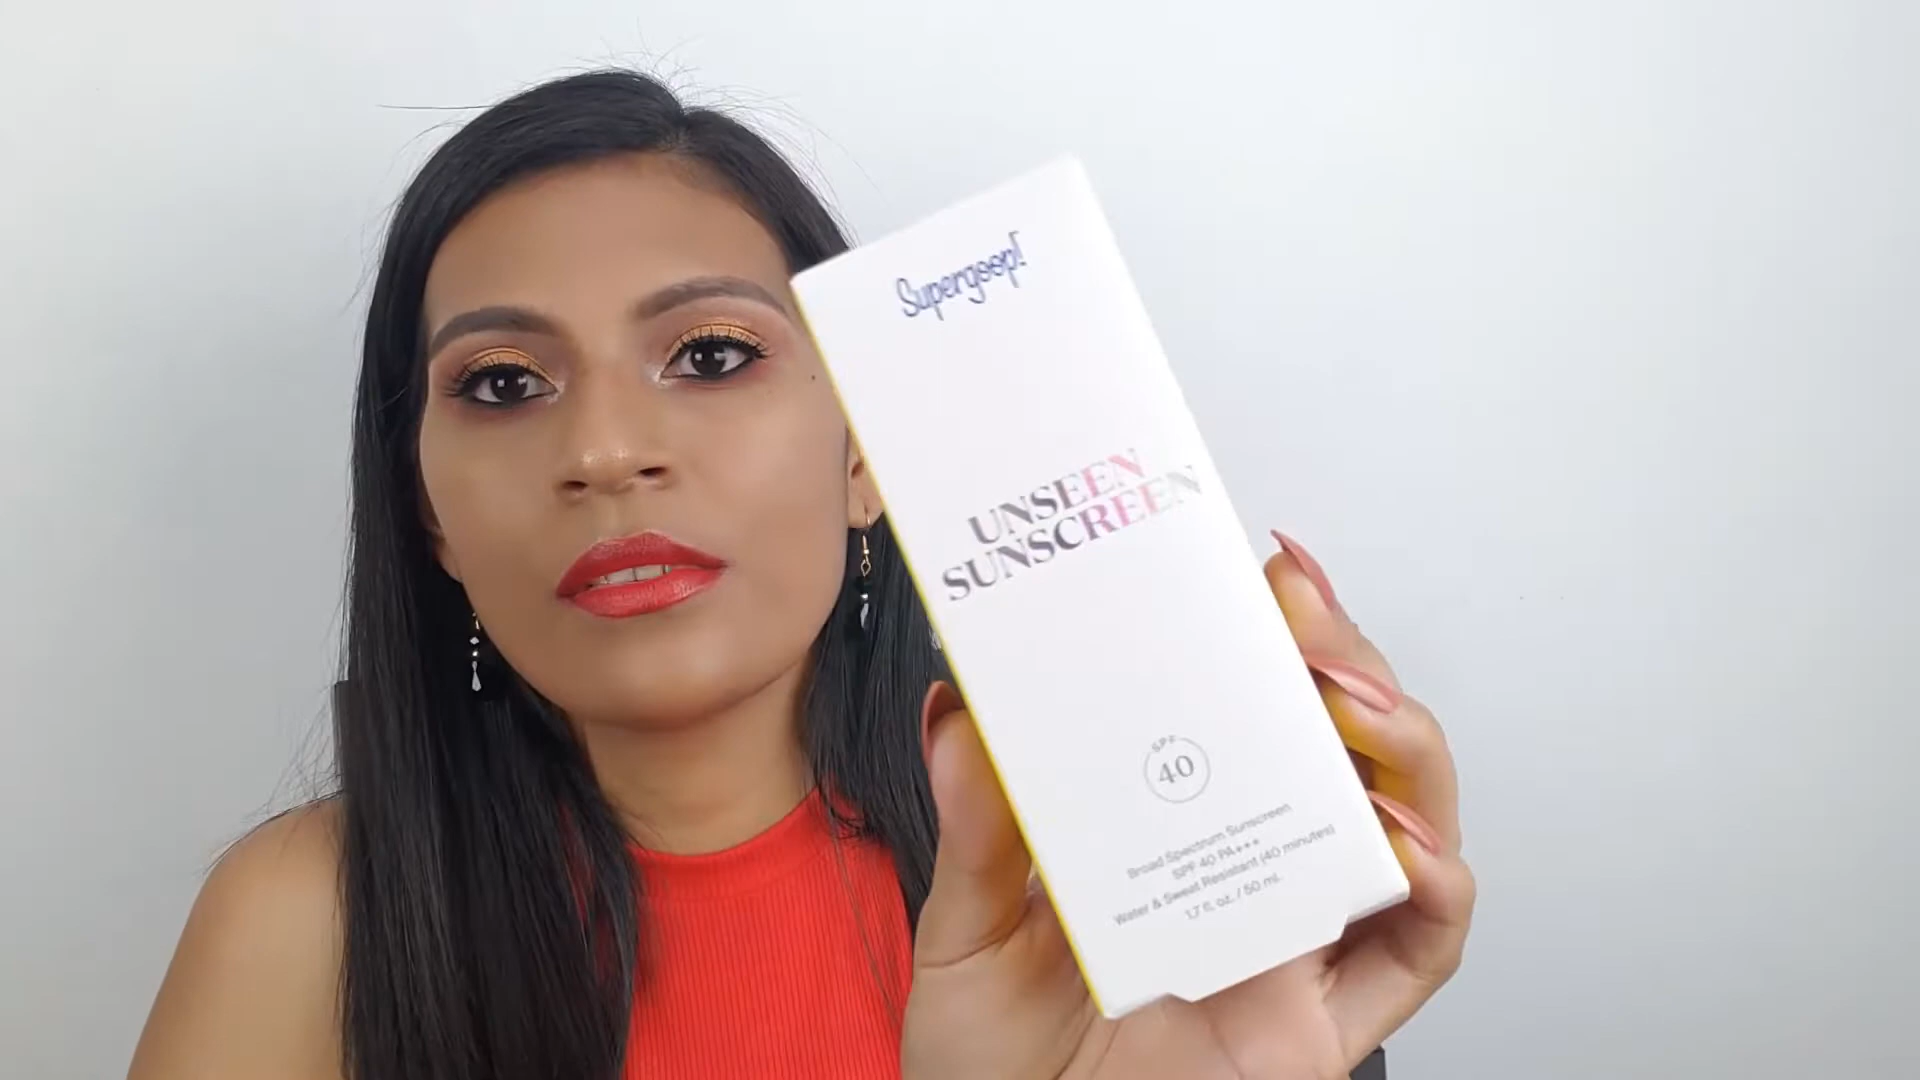 Supergoop!
UNSEEN
SUNSCREEN
SPF
40
Broad Spectrum Sunscreen
SPF 40 PA+++
Water & Sweat Resistant (40 minutes)
1.7 fl. oz. / 50 ml.